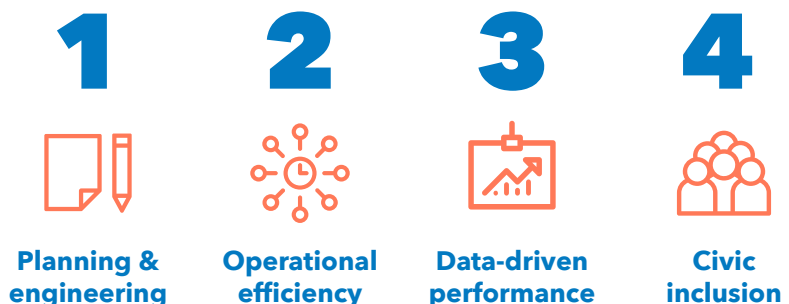 1 2 3 4
Planning & Operational Data-driven Civic
engineering efficiency performance inclusion